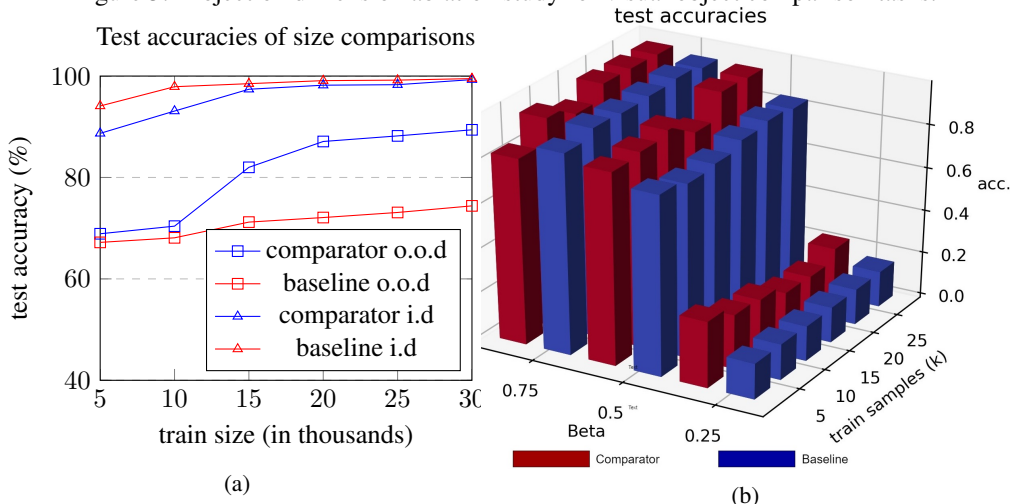 Test accuracies of size comparisons
100
80
60
40
5
10
15
20
25
30
test accuracy (%)
train size (in thousands)
comparator o.o.d
baseline o.o.d
comparator i.d
baseline i.d
(a)
test accuracies
0.8
0.6
0.4
0.2
0.0
acc.
25
20
15
10
5
train samples (k)
0.75
0.5
0.25
Beta
Text
Comparator
Baseline
(b)